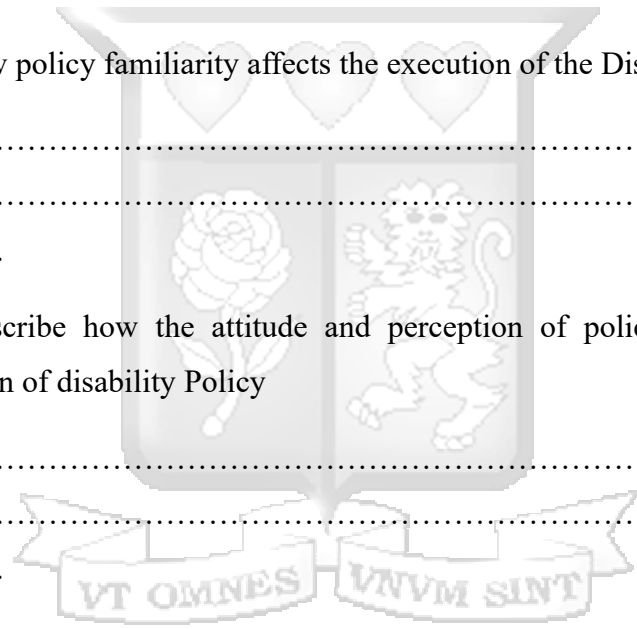 y policy familiarity affects the execution of the Dis
……………………………………………………………
……………………………………………………………
.
scribe how the attitude and perception of polic
n of disability Policy
……………………………………………………………
……………………………………………………………
.
VT OMNES VNVM SINT